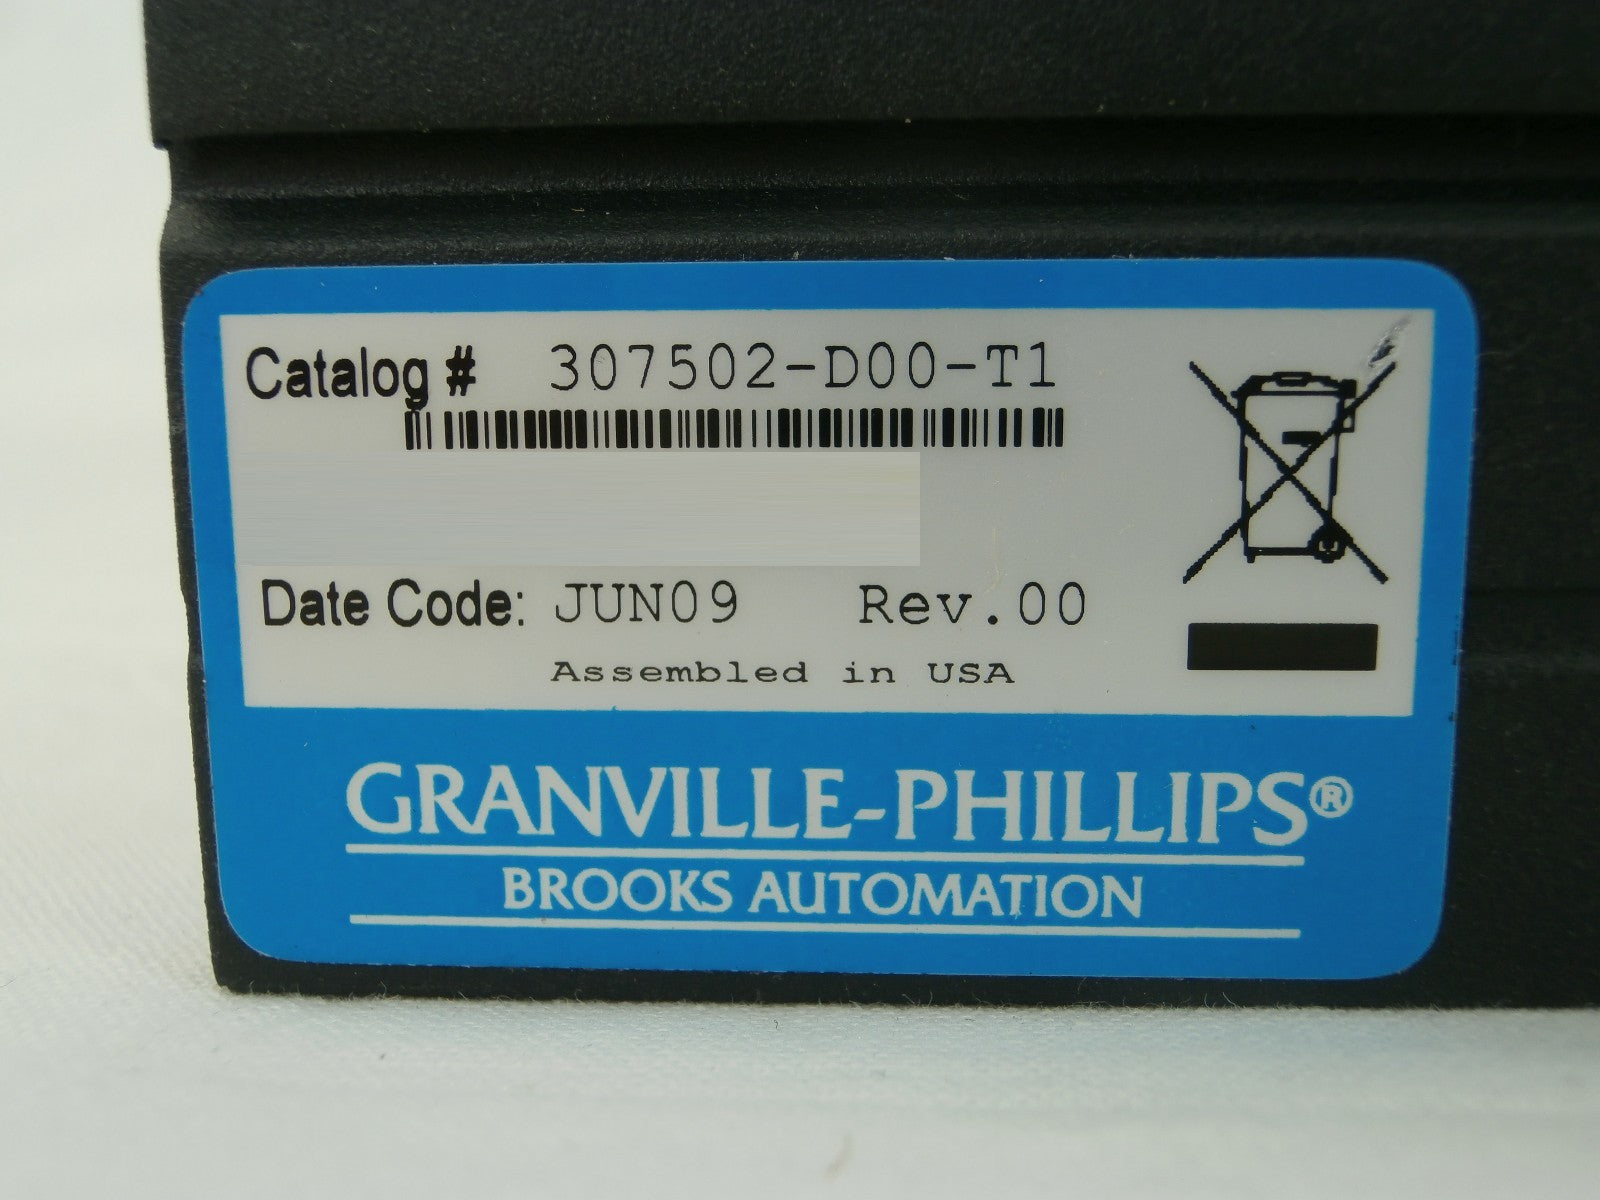 Catalog # 307502-D00-T1
Date Code: JUN09 Rev.00
Assembled in USA
GRANVILLE-PHILLIPS®
BROOKS AUTOMATION